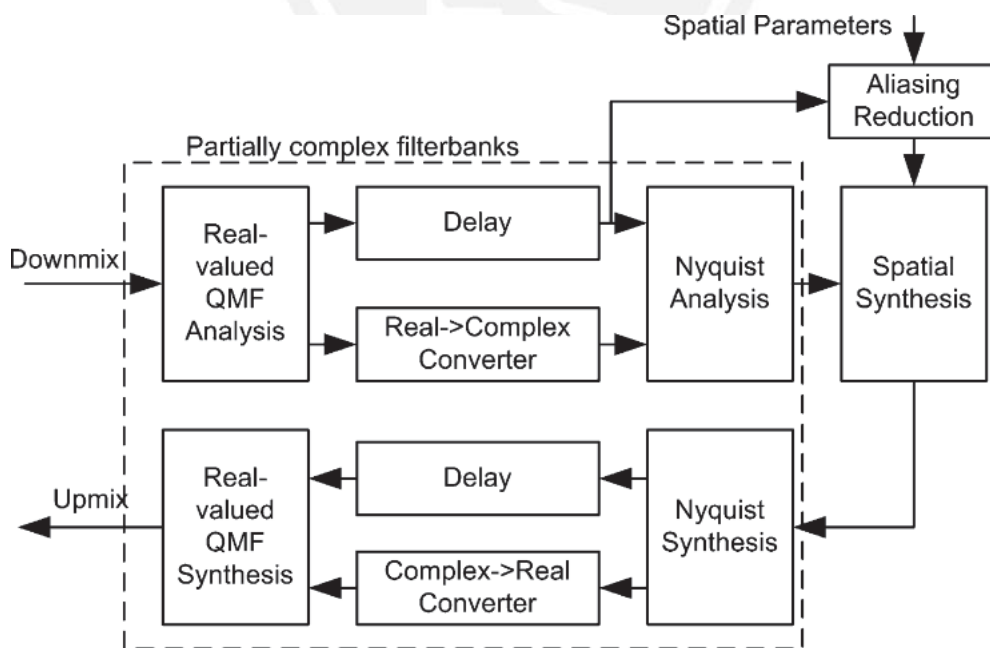 Spatial Parameters
Aliasing
Reduction
Partially complex filterbanks
Downmix
Real-
valued
QMF
Analysis
Delay
Real->Complex
Converter
Nyquist
Analysis
Spatial
Synthesis
Upmix
Real-
valued
QMF
Synthesis
Delay
Complex->Real
Converter
Nyquist
Synthesis